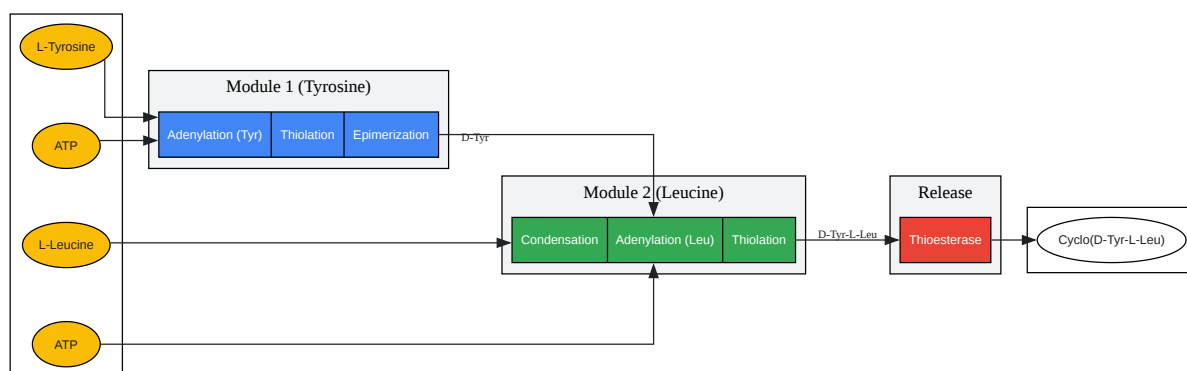 L-Tyrosine
ATP
L-Leucine
ATP
Module 1 (Tyrosine)
Adenylation (Tyr)
Thiolation
Epimerization
D-Tyr
Module 2 (Leucine)
Condensation
Adenylation (Leu)
Thiolation
D-Tyr-L-Leu
Release
Thioesterase
Cyclo(D-Tyr-L-Leu)